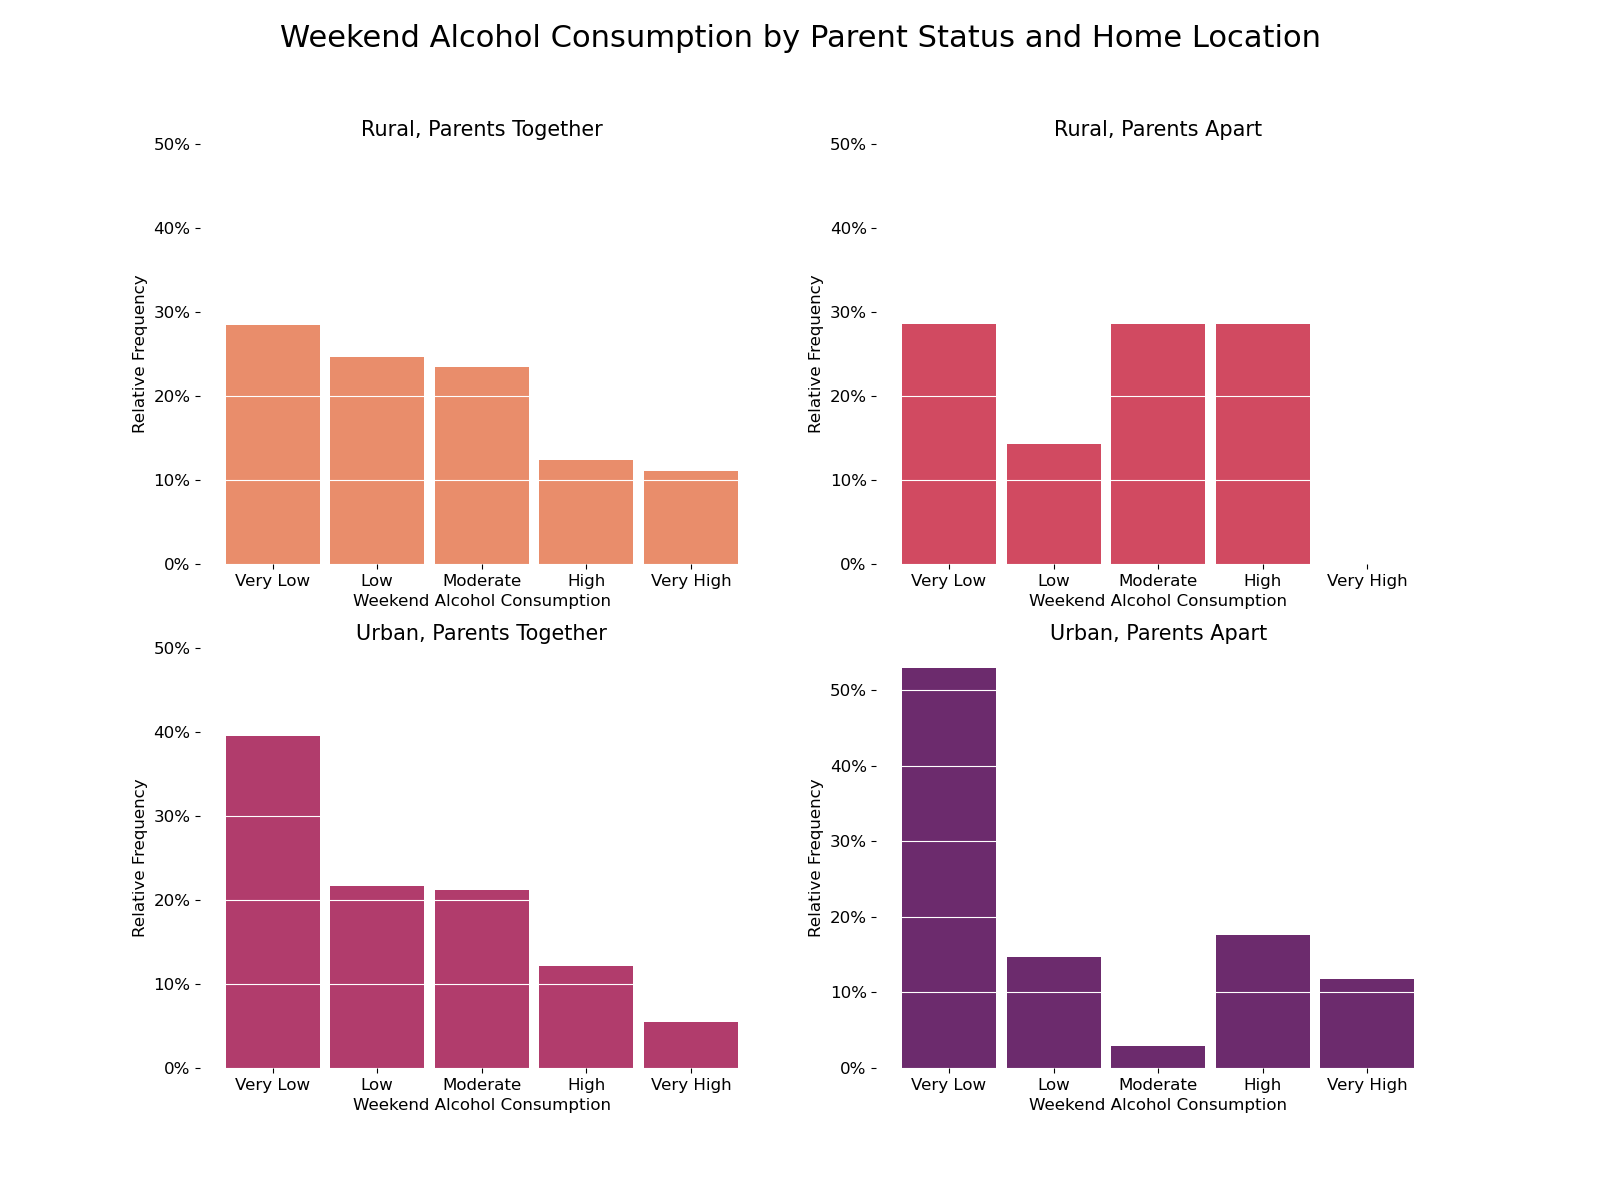 Weekend Alcohol Consumption by Parent Status and Home Location
Rural, Parents Together
50%
40%
30%
20%
10%
0%
Relative Frequency
Very Low Low Moderate High Very High
Weekend Alcohol Consumption
Rural, Parents Apart
50%
40%
30%
20%
10%
0%
Relative Frequency
Very Low Low Moderate High Very High
Weekend Alcohol Consumption
Urban, Parents Together
50%
40%
30%
20%
10%
0%
Relative Frequency
Very Low Low Moderate High Very High
Weekend Alcohol Consumption
Urban, Parents Apart
50%
40%
30%
20%
10%
0%
Relative Frequency
Very Low Low Moderate High Very High
Weekend Alcohol Consumption